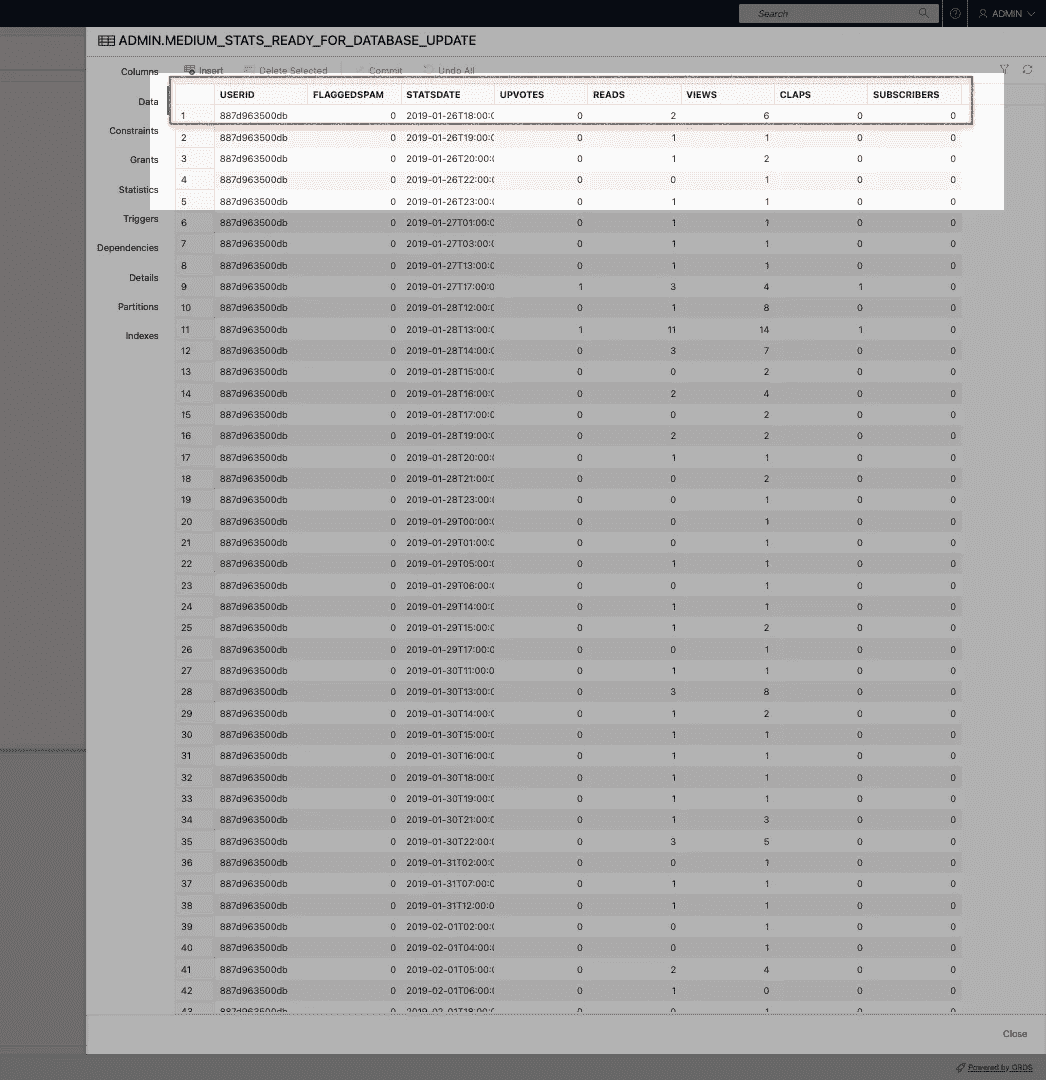 Search ADMIN
ADMIN.MEDIUM_STATS_READY_FOR_DATABASE_UPDATE
Columns
Data
Constraints
Grants
Statistics
Triggers
Dependencies
Details
Partitions
Indexes
Insert Delete Selected Commit Undo All
USERID FLAGGEDSPAM STATSDATE UPVOTES READS VIEWS CLAPS SUBSCRIBERS
1 887d963500db 0 2019-01-26T18:00:0 0 2 6 0 0
2 887d963500db 0 2019-01-26T19:00:0 0 1 1 0 0
3 887d963500db 0 2019-01-26T20:00:0 0 1 2 0 0
4 887d963500db 0 2019-01-26T22:00:0 0 0 1 0 0
5 887d963500db 0 2019-01-26T23:00:0 0 1 1 0 0
6 887d963500db 0 2019-01-27T01:00:0 0 1 1 0 0
7 887d963500db 0 2019-01-27T03:00:0 0 1 1 0 0
8 887d963500db 0 2019-01-27T13:00:0 0 1 1 0 0
9 887d963500db 0 2019-01-27T17:00:0 1 3 4 1 0
10 887d963500db 0 2019-01-28T12:00:0 0 1 8 0 0
11 887d963500db 0 2019-01-28T13:00:0 1 11 14 1 0
12 887d963500db 0 2019-01-28T14:00:0 0 3 7 0 0
13 887d963500db 0 2019-01-28T15:00:0 0 0 2 0 0
14 887d963500db 0 2019-01-28T16:00:0 0 2 4 0 0
15 887d963500db 0 2019-01-28T17:00:0 0 0 2 0 0
16 887d963500db 0 2019-01-28T19:00:0 0 2 2 0 0
17 887d963500db 0 2019-01-28T20:00:0 0 1 1 0 0
18 887d963500db 0 2019-01-28T21:00:0 0 0 2 0 0
19 887d963500db 0 2019-01-28T23:00:0 0 0 1 0 0
20 887d963500db 0 2019-01-29T00:00:0 0 0 1 0 0
21 887d963500db 0 2019-01-29T01:00:0 0 0 1 0 0
22 887d963500db 0 2019-01-29T05:00:0 0 1 1 0 0
23 887d963500db 0 2019-01-29T06:00:0 0 0 1 0 0
24 887d963500db 0 2019-01-29T14:00:0 0 1 1 0 0
25 887d963500db 0 2019-01-29T15:00:0 0 1 2 0 0
26 887d963500db 0 2019-01-29T17:00:0 0 0 1 0 0
27 887d963500db 0 2019-01-30T11:00:0 0 1 1 0 0
28 887d963500db 0 2019-01-30T13:00:0 0 3 8 0 0
29 887d963500db 0 2019-01-30T14:00:0 0 1 2 0 0
30 887d963500db 0 2019-01-30T15:00:0 0 1 1 0 0
31 887d963500db 0 2019-01-30T16:00:0 0 1 1 0 0
32 887d963500db 0 2019-01-30T18:00:0 0 1 1 0 0
33 887d963500db 0 2019-01-30T19:00:0 0 1 1 0 0
34 887d963500db 0 2019-01-30T21:00:0 0 1 3 0 0
35 887d963500db 0 2019-01-30T22:00:0 0 3 5 0 0
36 887d963500db 0 2019-01-31T02:00:0 0 0 1 0 0
37 887d963500db 0 2019-01-31T07:00:0 0 1 1 0 0
38 887d963500db 0 2019-01-31T12:00:0 0 1 1 0 0
39 887d963500db 0 2019-02-01T02:00:0 0 0 1 0 0
40 887d963500db 0 2019-02-01T04:00:0 0 0 1 0 0
41 887d963500db 0 2019-02-01T05:00:0 0 2 4 0 0
42 887d963500db 0 2019-02-01T06:00:0 0 1 0 0 0
43 887d963500db 0 2019-02-01T18:00:0 0 0 1 0 0
Close
Powered by ORDS